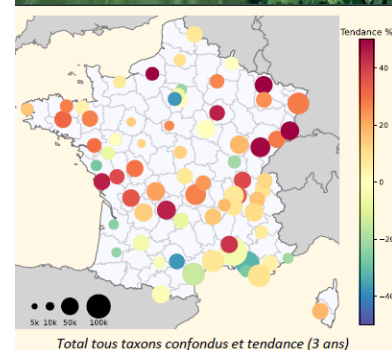 Tendance %
40
20
0
−20
−40
5k 10k 50k 100k
Total tous taxons confondus et tendance (3 ans)